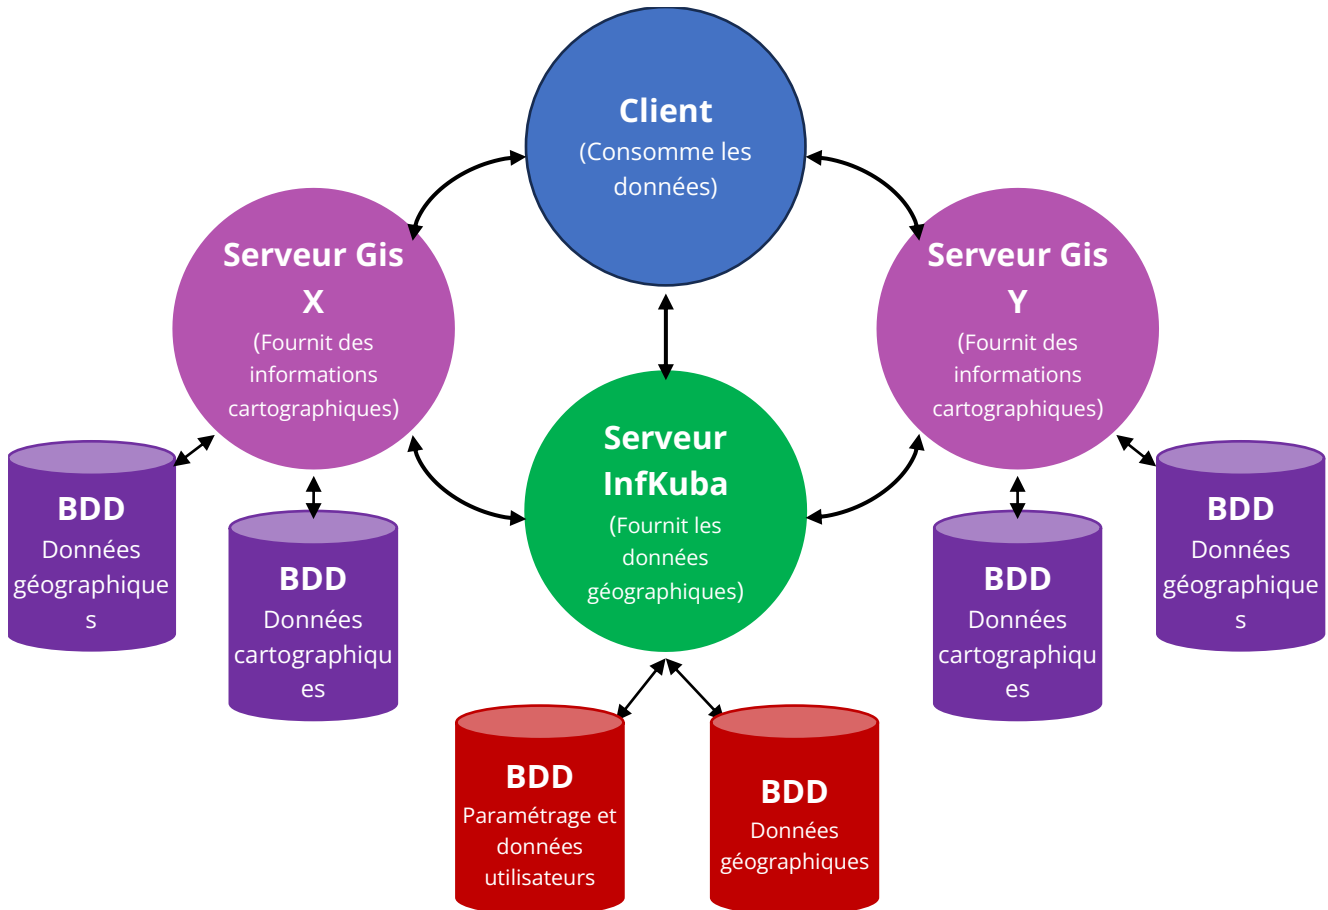 Client
(Consomme les
données)
Serveur Gis
X
(Fournit des
informations
cartographiques)
Serveur Gis
Y
(Fournit des
informations
cartographiques)
Serveur
InfKuba
(Fournit les
données
géographiques)
BDD
Données
géographique
s
BDD
Données
cartographiqu
es
BDD
Données
cartographiqu
es
BDD
Données
géographique
s
BDD
Paramétrage et
données
utilisateurs
BDD
Données
géographiques